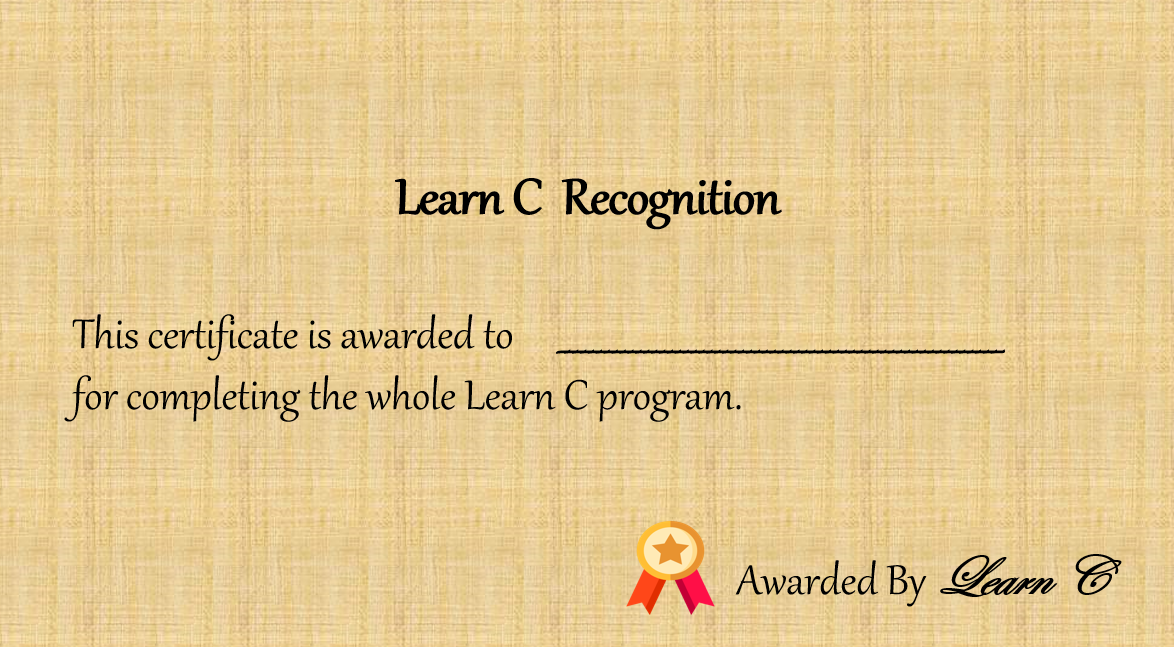 Learn C Recognition
This certificate is awarded to ______________________________
for completing the whole Learn C program.
Awarded By Learn C